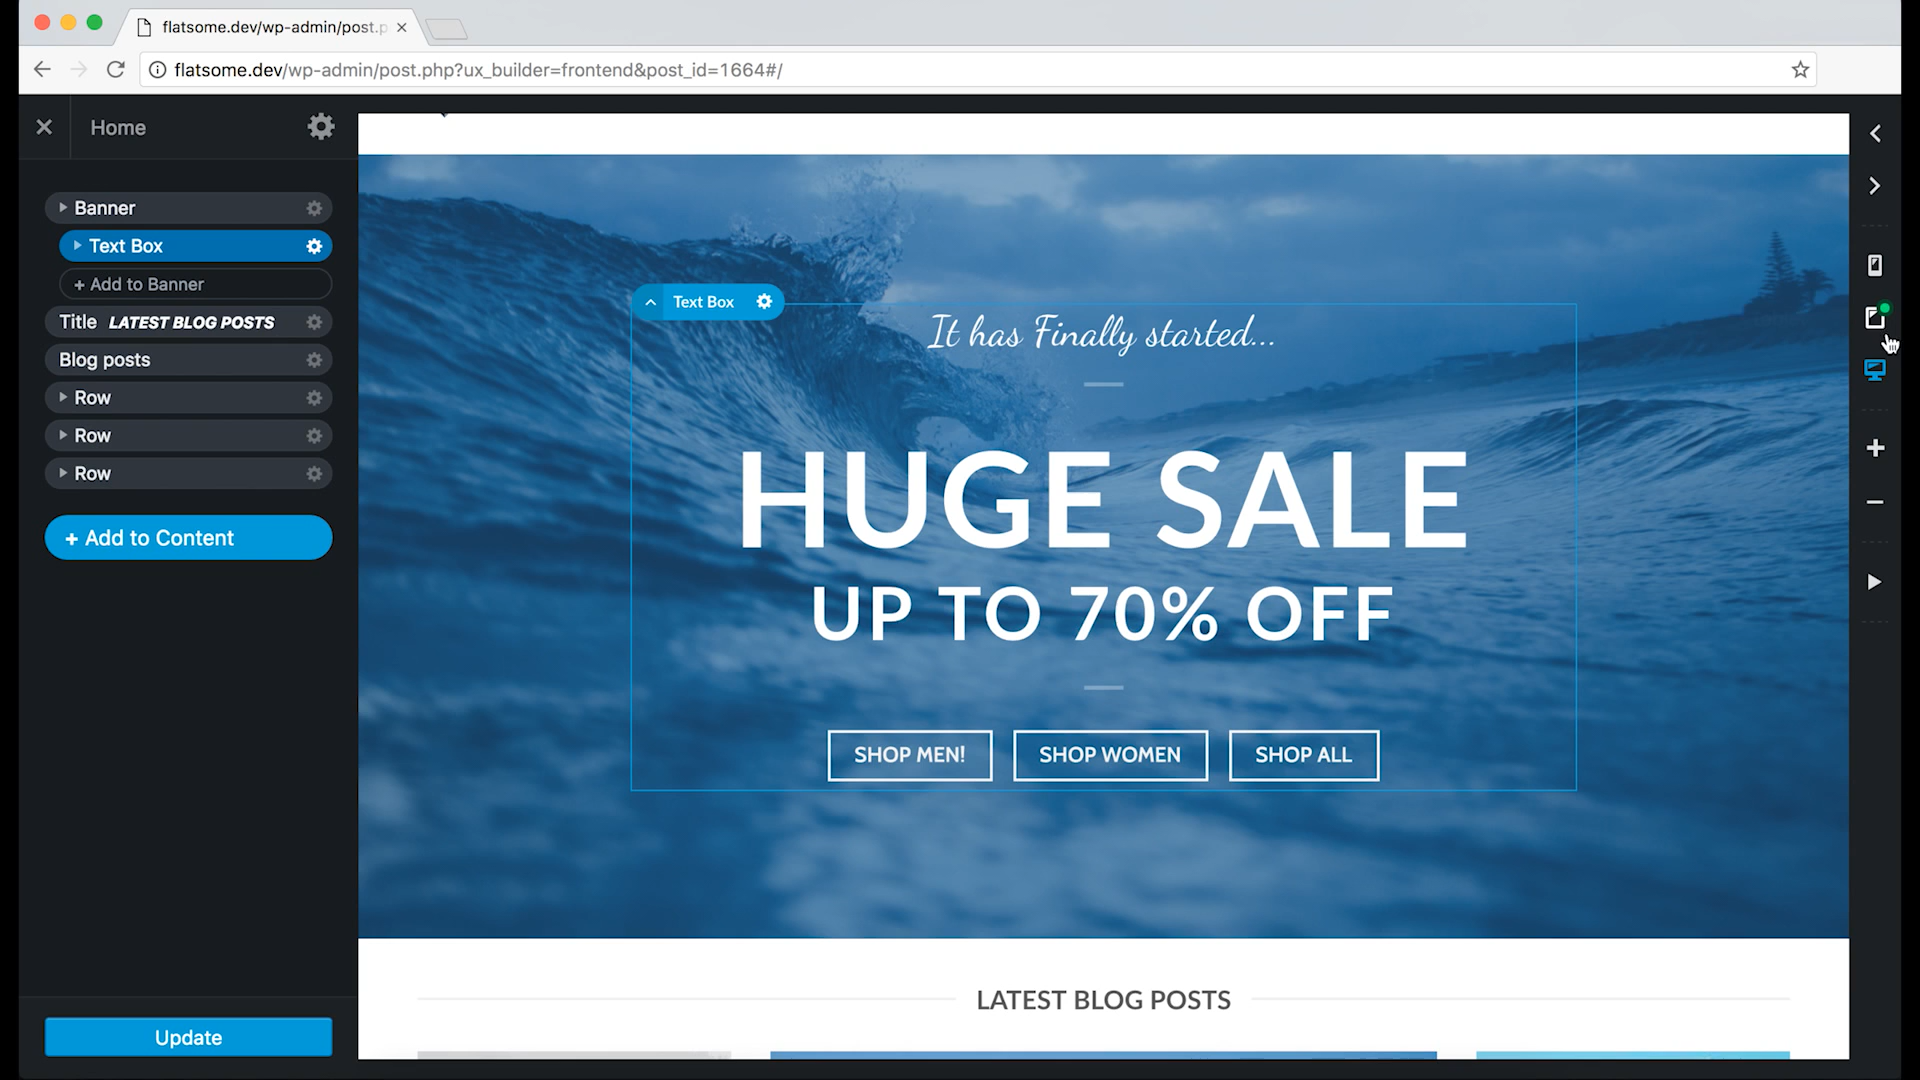 flatsome.dev/wp-admin/post.p
flatsome.dev/wp-admin/post.php?ux_builder=frontend&post_id=1664#/
Home
Banner
Text Box
+ Add to Banner
Title LATEST BLOG POSTS
Blog posts
Row
Row
Row
+ Add to Content
Update
Text Box
It has Finally started...
HUGE SALE
UP TO 70% OFF
SHOP MEN! SHOP WOMEN SHOP ALL
LATEST BLOG POSTS